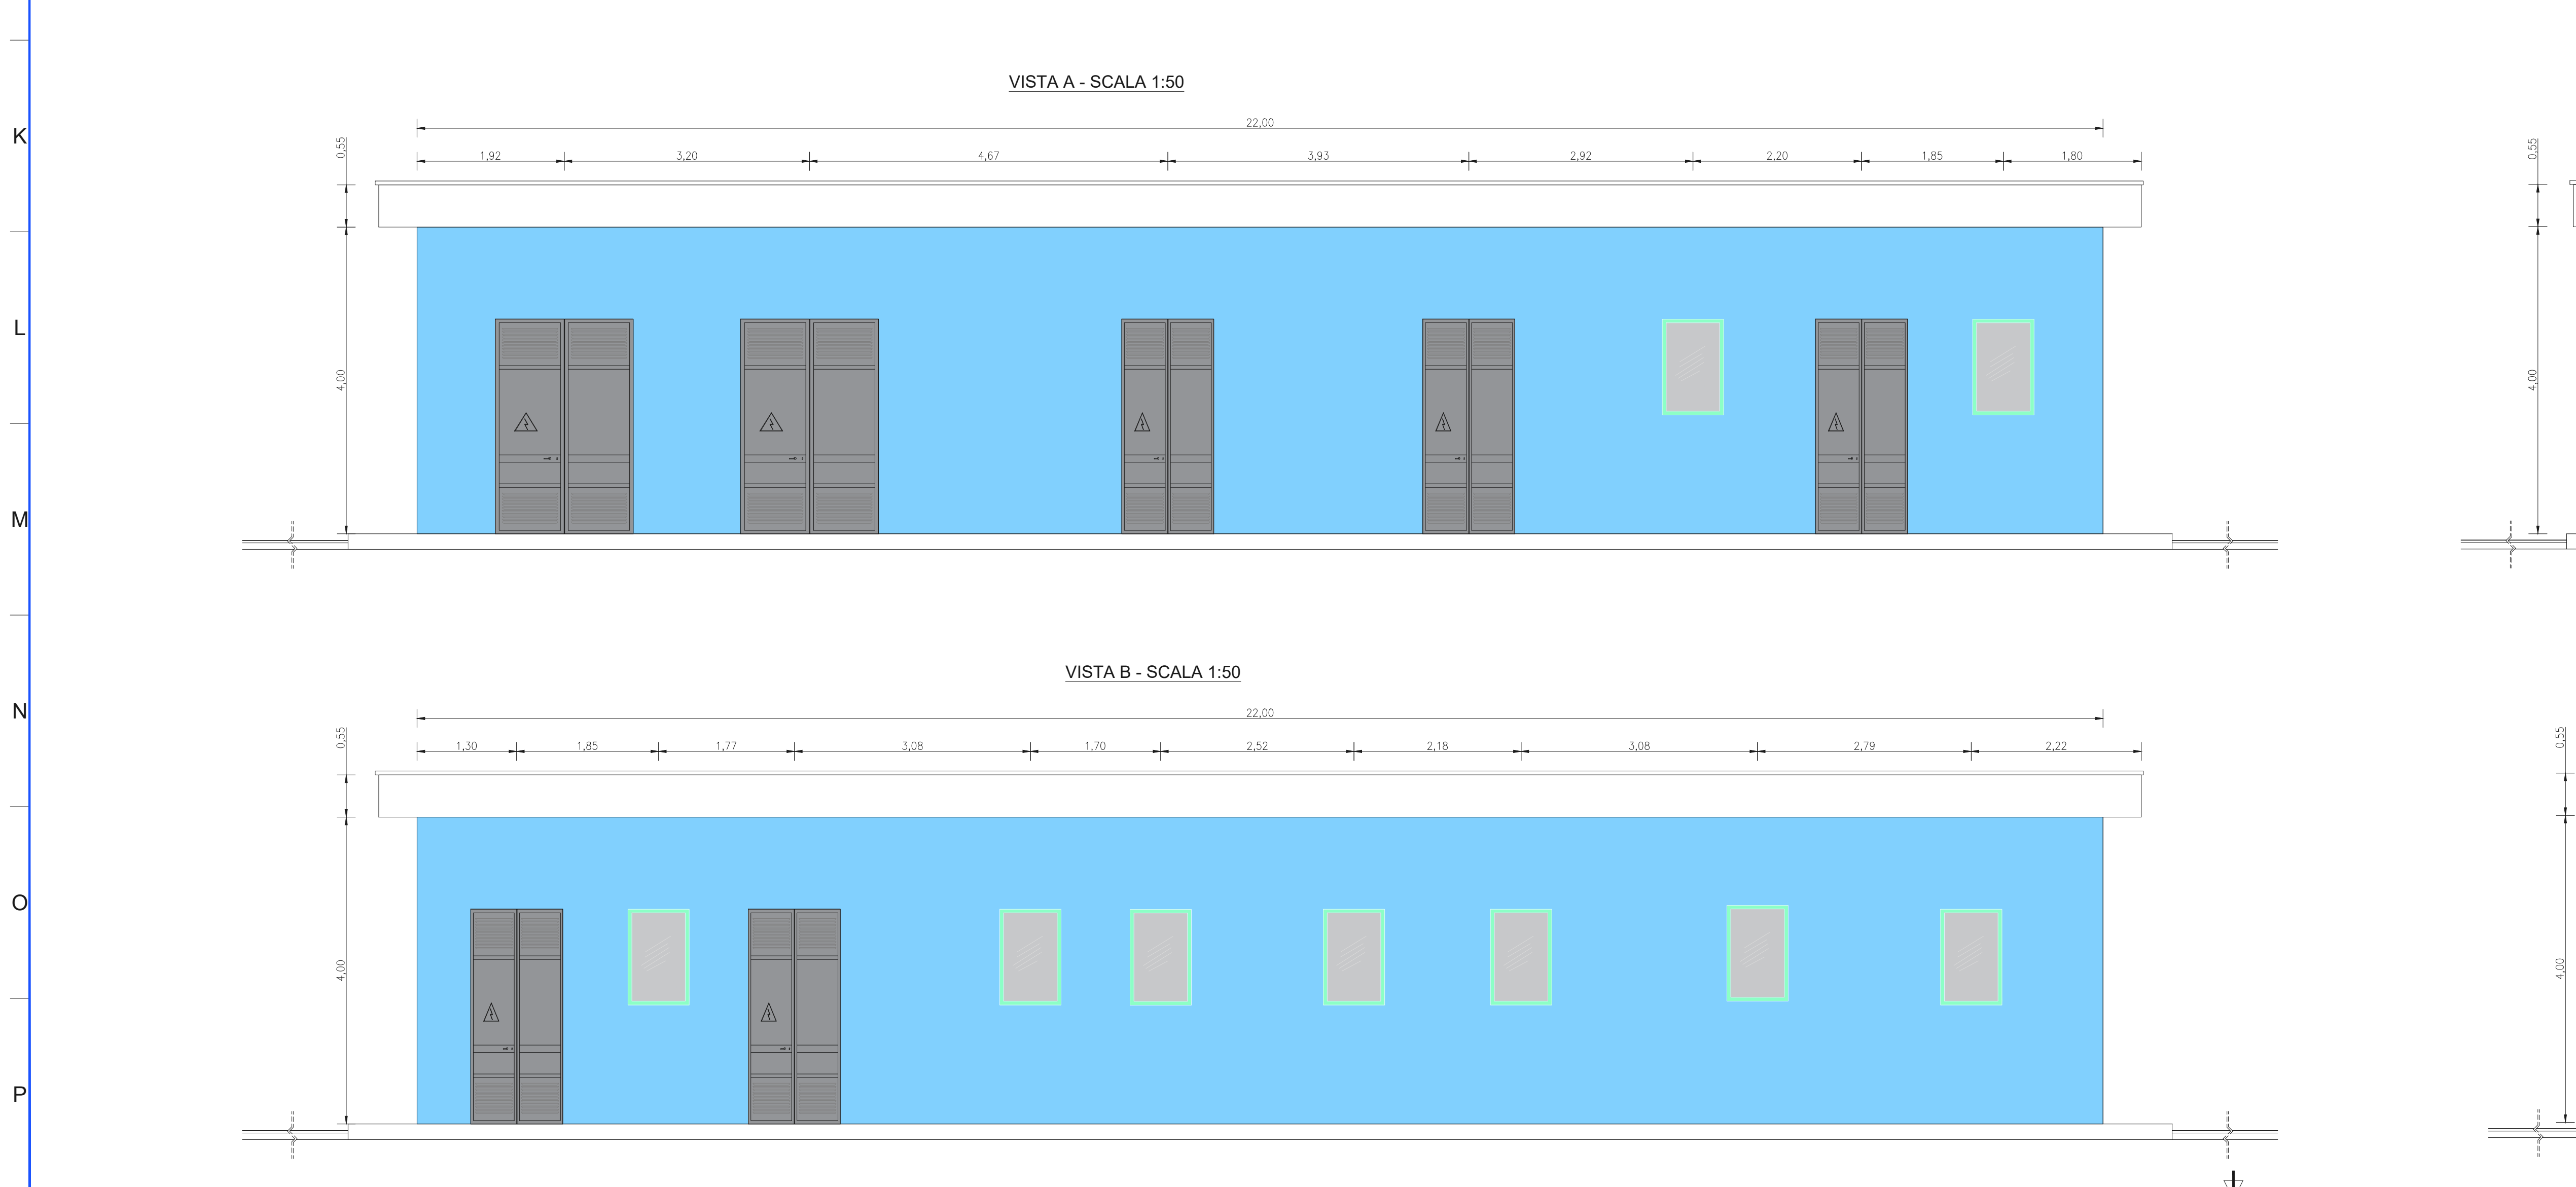 VISTA A - SCALA 1:50
22,00
1,92 3,20 4,67 3,93 2,92 2,20 1,85 1,80
0,55
0,55
K
L
4,00
4,00
M
VISTA B - SCALA 1:50
N
22,00
1,30 1,85 1,77 3,08 1,70 2,52 2,18 3,08 2,79 2,22
0,55
0,55
O
4,00
4,00
P